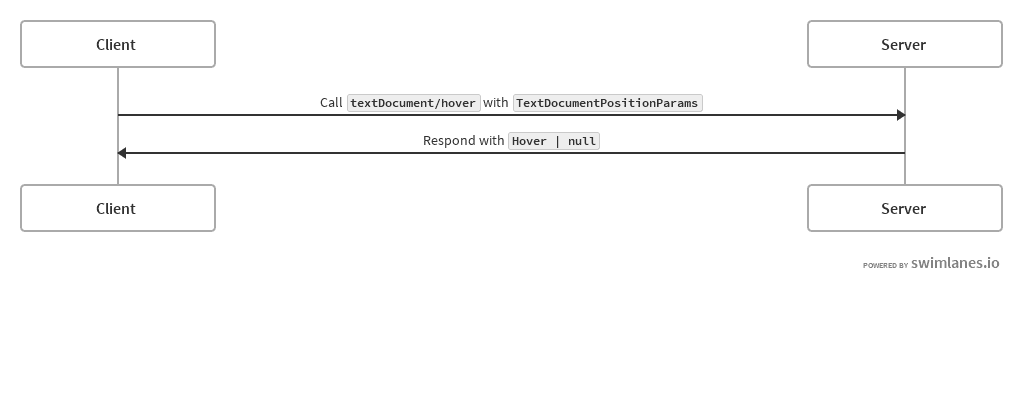 Client
Server
Call textDocument/hover with TextDocumentPositionParams
Respond with Hover | null
Client
Server
POWERED BY swimlanes.io